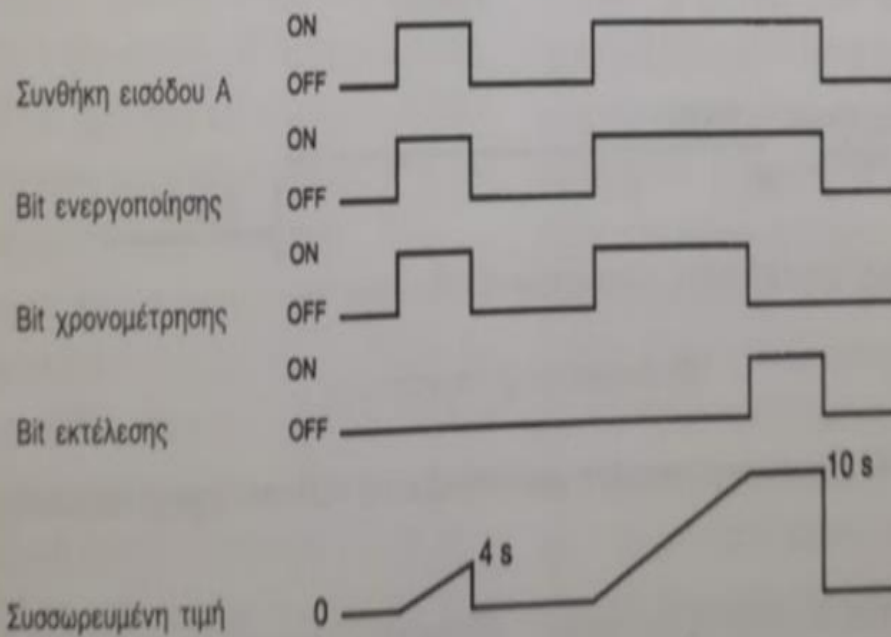 ON
Συνθήκη εισόδου Α OFF
ON
Bit ενεργοποίησης OFF
ON
Bit χρονομέτρησης OFF
ON
Bit εκτέλεσης OFF
10 s
4 s
Συσσωρευμένη τιμή 0